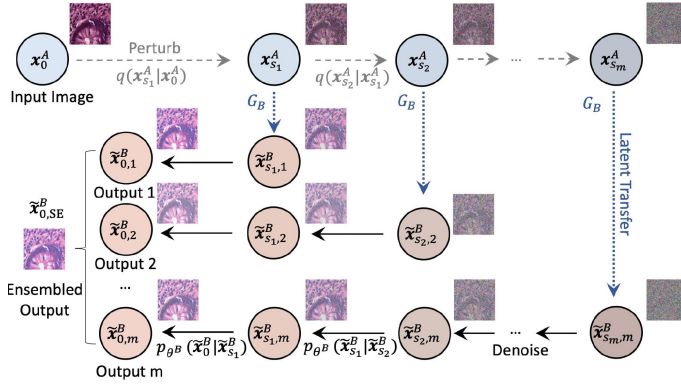 x_0^A
Perturb
q(x_{s_1}^A|x_0^A)
x_{s_1}^A
q(x_{s_2}^A|x_{s_1}^A)
x_{s_2}^A
...
x_{s_m}^A
Input Image
G_B
G_B
G_B
x̃_{0,1}^B
x̃_{s_1,1}^B
Output 1
Latent Transfer
x̃_{0,SE}^B
x̃_{0,2}^B
x̃_{s_1,2}^B
x̃_{s_2,2}^B
Output 2
Ensembled
Output
...
x̃_{0,m}^B
x̃_{s_1,m}^B
x̃_{s_2,m}^B
...
x̃_{s_m,m}^B
p_{θ^B}(x̃_0^B|x̃_{s_1}^B)
p_{θ^B}(x̃_{s_1}^B|x̃_{s_2}^B)
Denoise
Output m